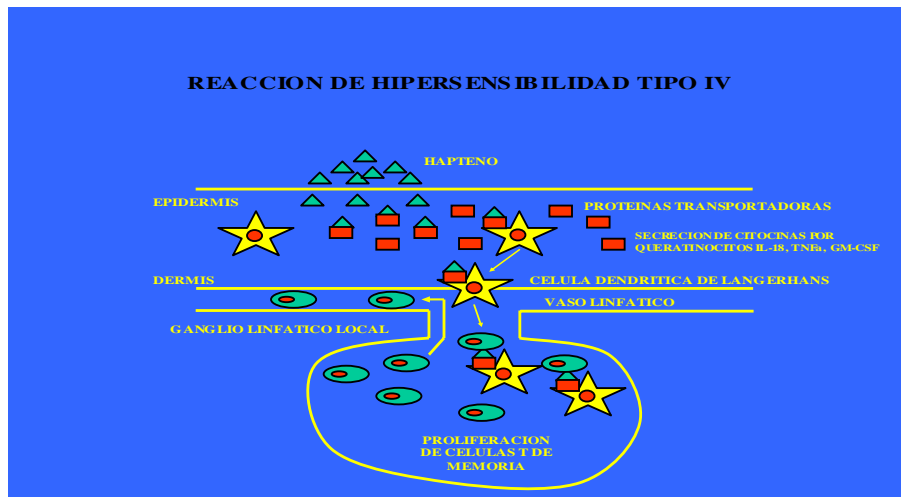 REACCION DE HIPERSENSIBILIDAD TIPO IV
HAPTENO
EPIDERMIS
PROTEINAS TRANSPORTADORAS
SECRECION DE CITOCINAS POR
QUERATINOCITOS IL-18, TNFa, GM-CSF
DERMIS
CELULA DENDRITICA DE LANGERHANS
VASO LINFATICO
GANGLIO LINFATICO LOCAL
PROLIFERACION
DE CELULAS T DE
MEMORIA